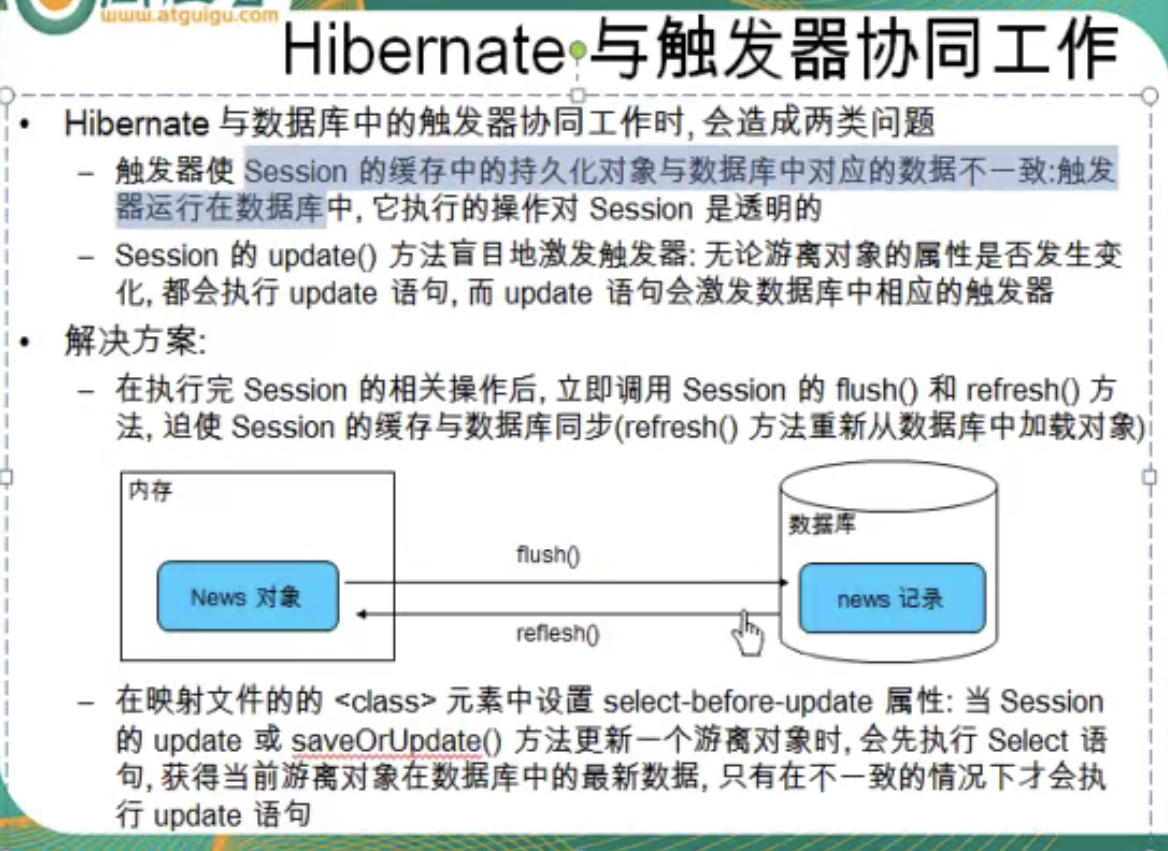 www.atguigu.com
Hibernate 与触发器协同工作
• Hibernate 与数据库中的触发器协同工作时, 会造成两类问题
– 触发器使 Session 的缓存中的持久化对象与数据库中对应的数据不一致:触发
器运行在数据库中, 它执行的操作对 Session 是透明的
– Session 的 update() 方法盲目地激发触发器: 无论游离对象的属性是否发生变
化, 都会执行 update 语句, 而 update 语句会激发数据库中相应的触发器
• 解决方案:
– 在执行完 Session 的相关操作后, 立即调用 Session 的 flush() 和 refresh() 方
法, 迫使 Session 的缓存与数据库同步(refresh() 方法重新从数据库中加载对象)
内存
数据库
flush()
News 对象
news 记录
reflesh()
– 在映射文件的的 <class> 元素中设置 select-before-update 属性: 当 Session
的 update 或 saveOrUpdate() 方法更新一个游离对象时, 会先执行 Select 语
句, 获得当前游离对象在数据库中的最新数据, 只有在不一致的情况下才会执
行 update 语句